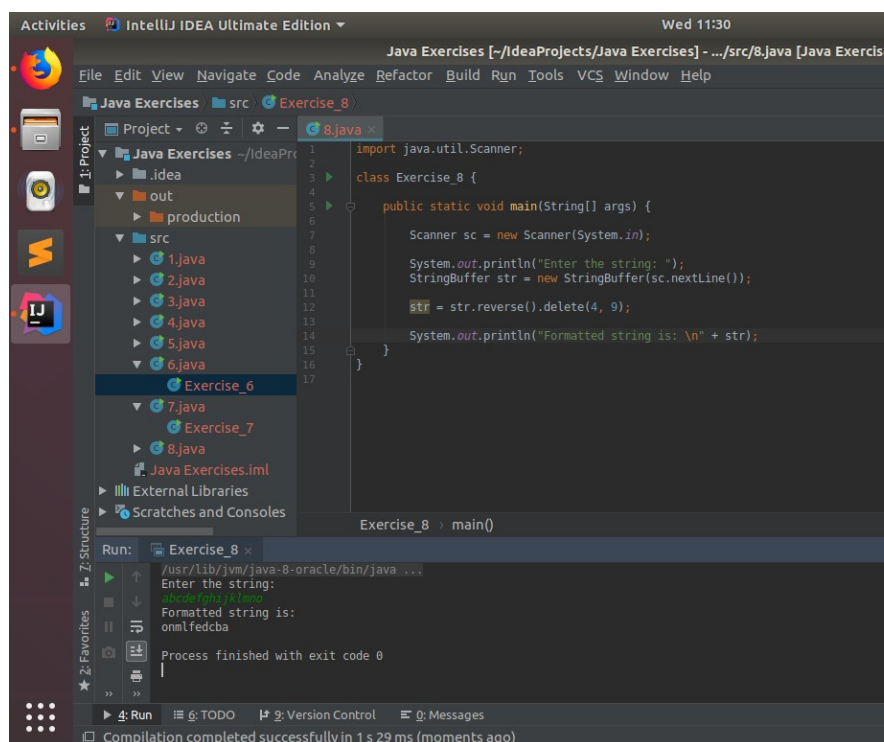 Activities IntelliJ IDEA Ultimate Edition Wed 11:30
Java Exercises [~/IdeaProjects/Java Exercises] - .../src/8.java [Java Exercis
File Edit View Navigate Code Analyze Refactor Build Run Tools VCS Window Help
Java Exercises src Exercise_8
1: Project
Project
8.java
Java Exercises ~/IdeaPro
.idea
out
production
src
1.java
2.java
3.java
4.java
5.java
6.java
Exercise_6
7.java
Exercise_7
8.java
Java Exercises.iml
External Libraries
Scratches and Consoles
1 import java.util.Scanner;
2
3 class Exercise_8 {
4
5 public static void main(String[] args) {
6
7 Scanner sc = new Scanner(System.in);
8
9 System.out.println("Enter the string: ");
10 StringBuffer str = new StringBuffer(sc.nextLine());
11
12 str = str.reverse().delete(4, 9);
13
14 System.out.println("Formatted string is: \n" + str);
15 }
16 }
17
Exercise_8 › main()
Z: Structure
2: Favorites
Run: Exercise_8
/usr/lib/jvm/java-8-oracle/bin/java ...
Enter the string:
abcdefghijklmno
Formatted string is:
onmlfedcba
Process finished with exit code 0
4: Run 6: TODO 9: Version Control 0: Messages
Compilation completed successfully in 1 s 29 ms (moments ago)
IJ